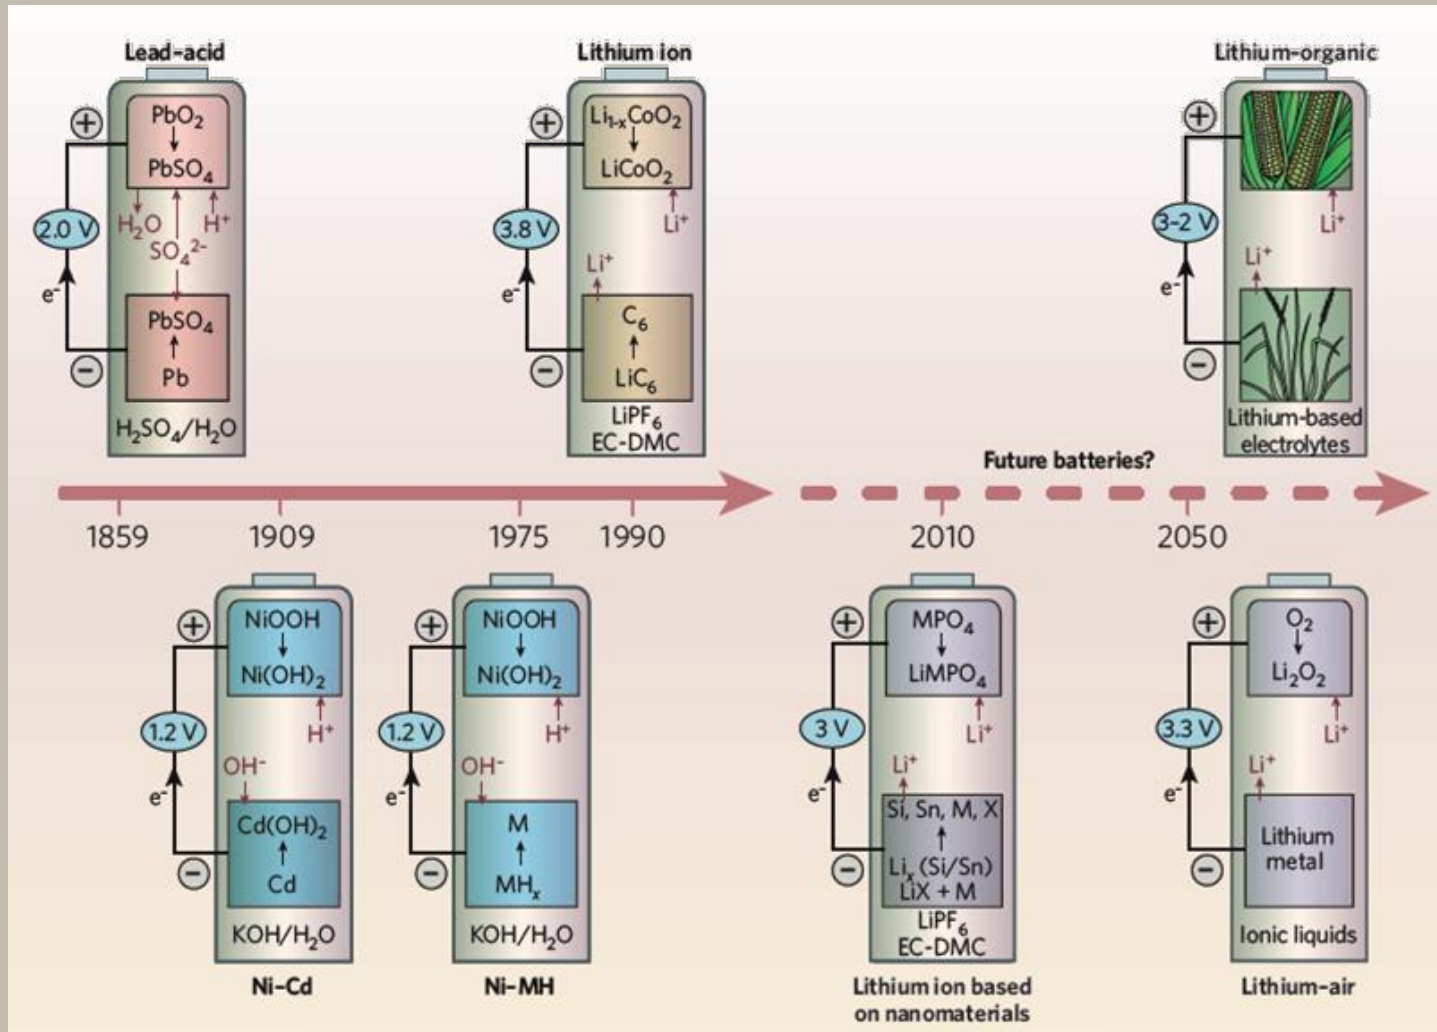 Lead-acid
PbO₂
PbSO₄
H₂O
H⁺
SO₄²⁻
2.0 V
e⁻
+
−
PbSO₄
Pb
H₂SO₄/H₂O
Lithium ion
Li₁₋ₓCoO₂
LiCoO₂
Li⁺
3.8 V
Li⁺
e⁻
+
−
C₆
LiC₆
LiPF₆
EC-DMC
Lithium-organic
+
3-2 V
Li⁺
Li⁺
e⁻
−
Lithium-based
electrolytes
Future batteries?
1859
1909
1975
1990
2010
2050
NiOOH
Ni(OH)₂
+
1.2 V
H⁺
OH⁻
e⁻
−
Cd(OH)₂
Cd
KOH/H₂O
Ni-Cd
NiOOH
Ni(OH)₂
+
1.2 V
H⁺
OH⁻
e⁻
−
M
MHₓ
KOH/H₂O
Ni-MH
MPO₄
LiMPO₄
+
3 V
Li⁺
Li⁺
e⁻
−
Si, Sn, M, X
Liₓ (Si/Sn)
LiX + M
LiPF₆
EC-DMC
Lithium ion based
on nanomaterials
O₂
Li₂O₂
+
3.3 V
Li⁺
Li⁺
e⁻
−
Lithium
metal
Ionic liquids
Lithium-air